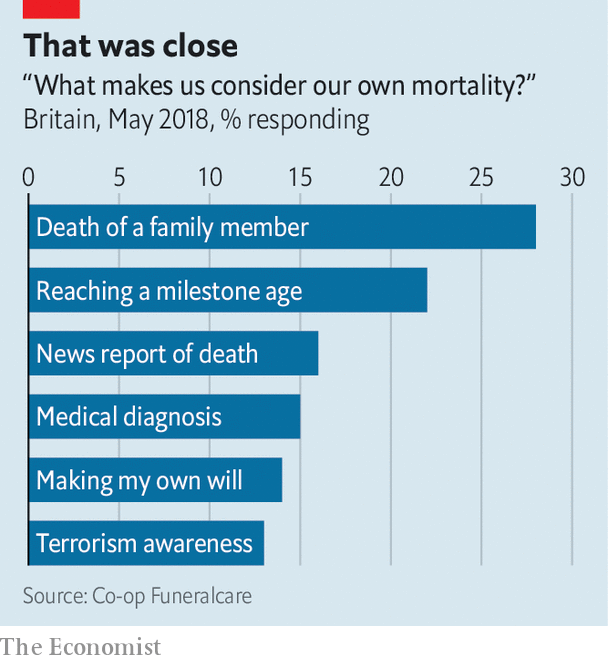 That was close
“What makes us consider our own mortality?”
Britain, May 2018, % responding
0 5 10 15 20 25 30
Death of a family member
Reaching a milestone age
News report of death
Medical diagnosis
Making my own will
Terrorism awareness
Source: Co-op Funeralcare
The Economist